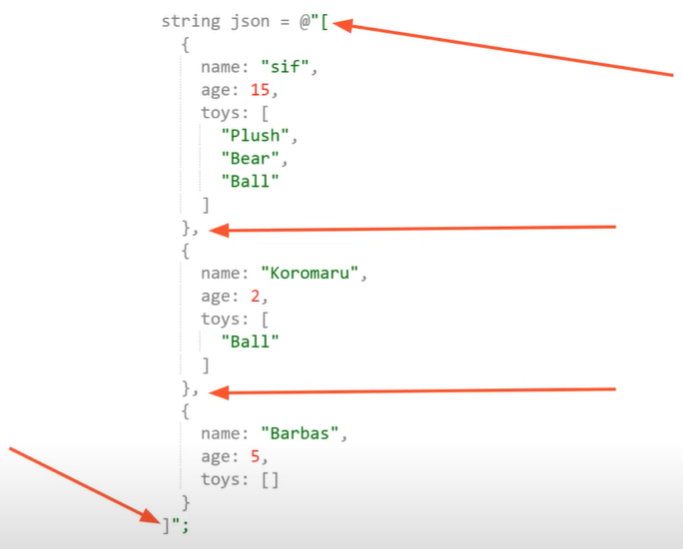 string json = @"[
{
name: "sif",
age: 15,
toys: [
"Plush",
"Bear",
"Ball"
]
},
{
name: "Koromaru",
age: 2,
toys: [
"Ball"
]
},
{
name: "Barbas",
age: 5,
toys: []
}
]";